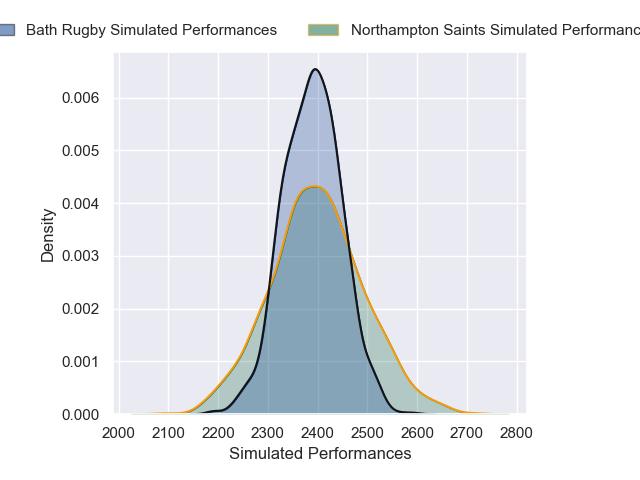 Bath Rugby Simulated Performances
Northampton Saints Simulated Performanc
0.006
0.005
0.004
0.003
0.002
0.001
0.000
Density
2000 2100 2200 2300 2400 2500 2600 2700 2800
Simulated Performances